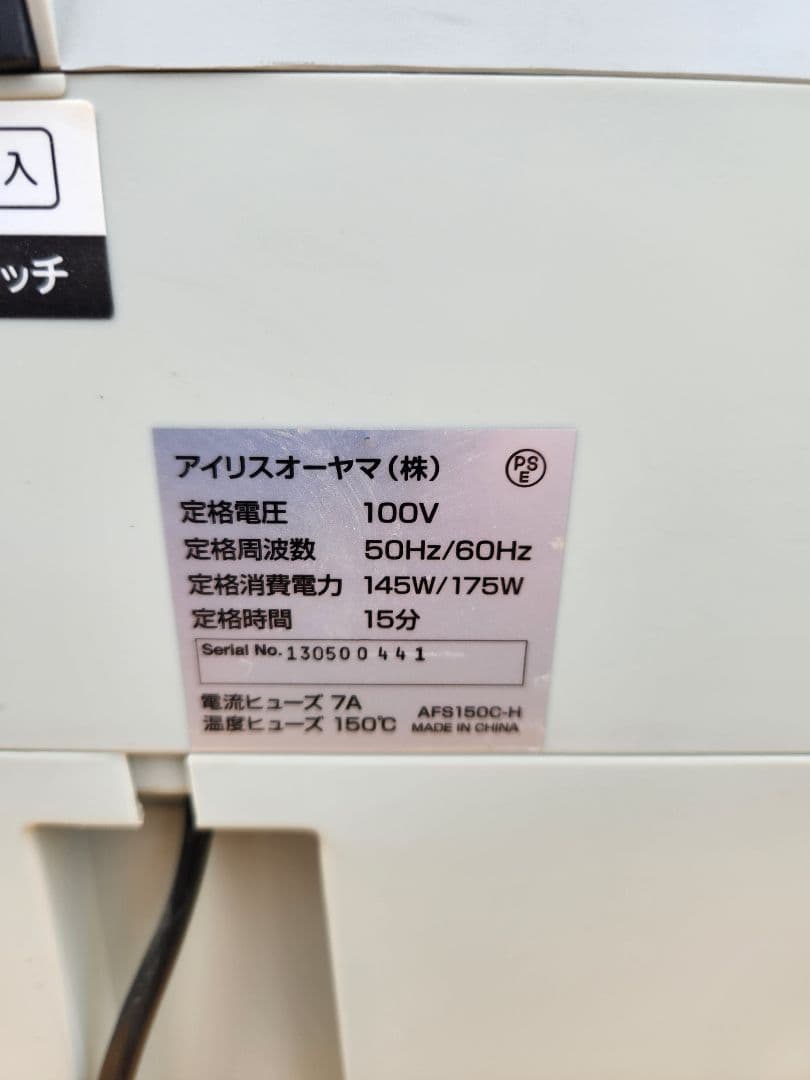 入
ッチ
アイリスオーヤマ(株) PSE
定格電圧 100V
定格周波数 50Hz/60Hz
定格消費電力 145W/175W
定格時間 15分
Serial No. 130500441
電流ヒューズ 7A
温度ヒューズ 150℃
AFS150C-H
MADE IN CHINA